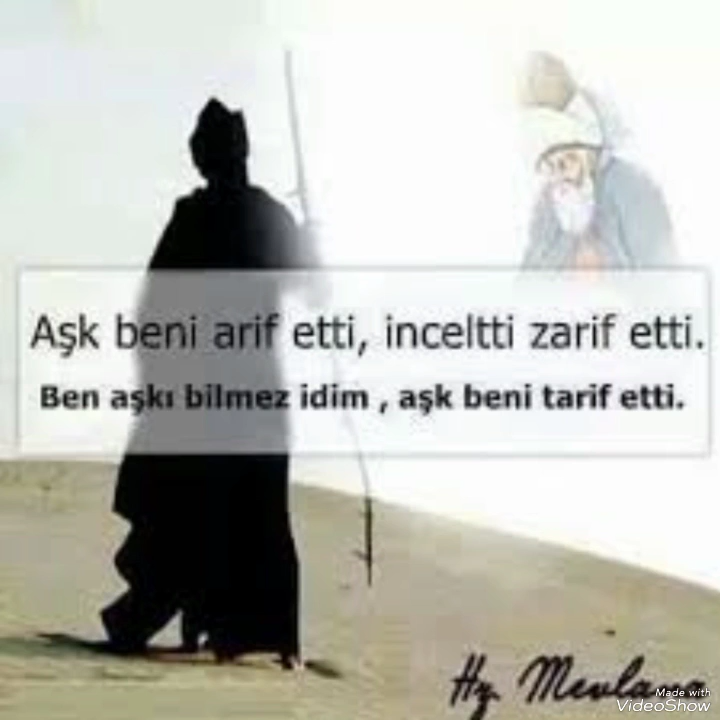 Aşk beni arif etti, inceltti zarif etti.
Ben aşkı bilmez idim , aşk beni tarif etti.
Hz. Mevlana
Made with
VideoShow